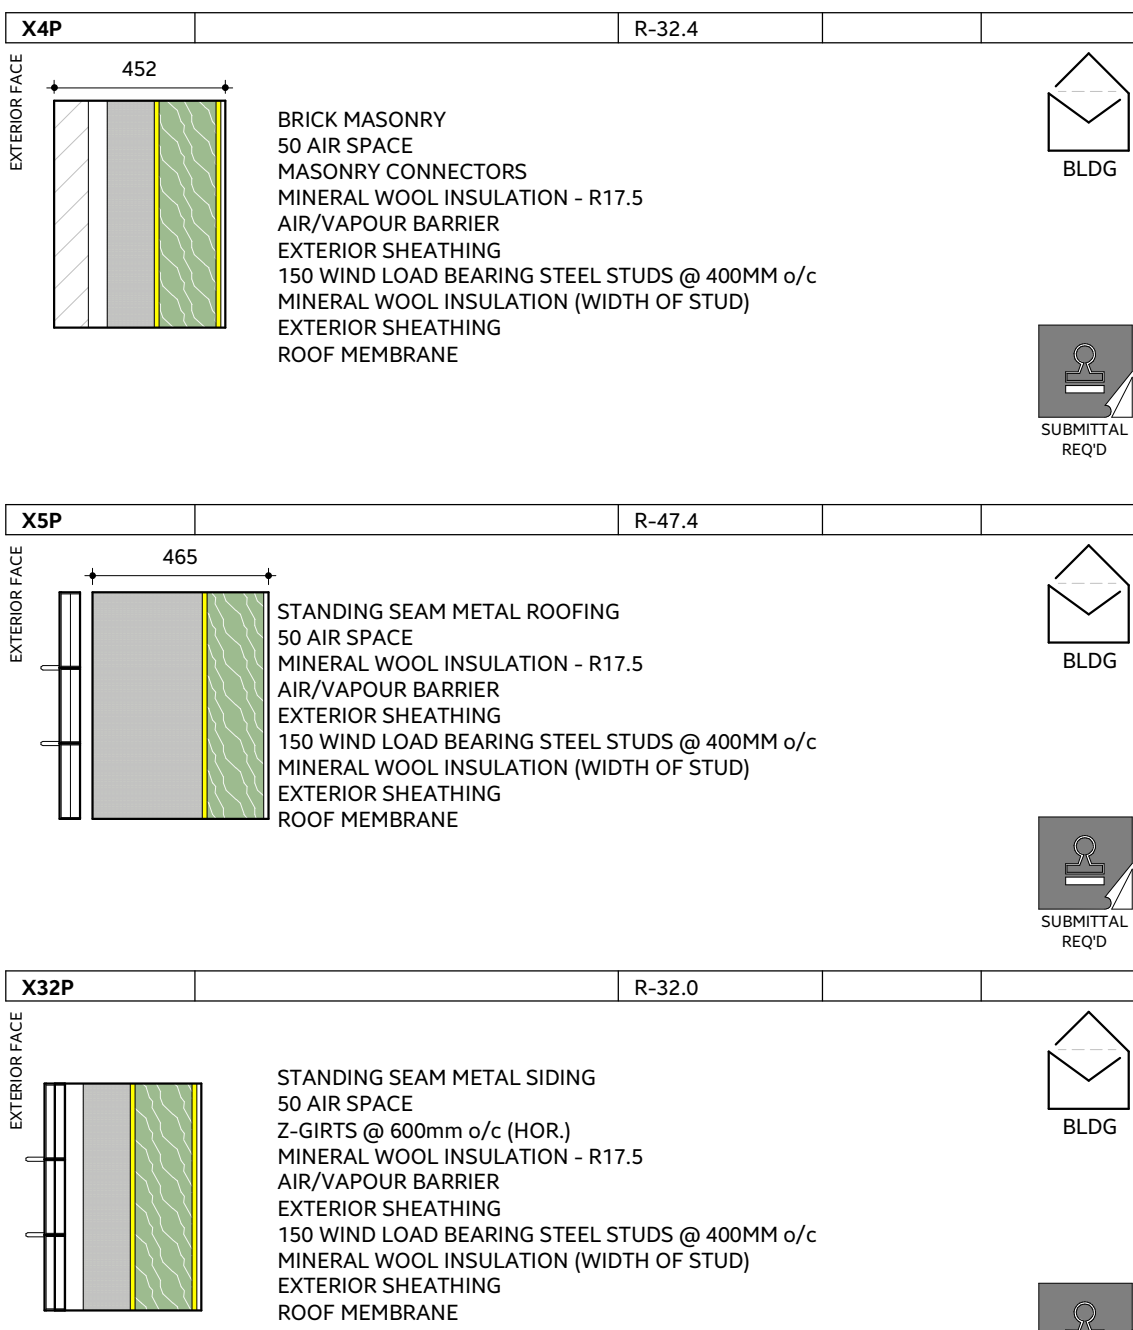 X4P R-32.4
EXTERIOR FACE
452
BRICK MASONRY
50 AIR SPACE
MASONRY CONNECTORS
MINERAL WOOL INSULATION - R17.5
AIR/VAPOUR BARRIER
EXTERIOR SHEATHING
150 WIND LOAD BEARING STEEL STUDS @ 400MM o/c
MINERAL WOOL INSULATION (WIDTH OF STUD)
EXTERIOR SHEATHING
ROOF MEMBRANE
BLDG
SUBMITTAL
REQ'D
X5P R-47.4
EXTERIOR FACE
465
STANDING SEAM METAL ROOFING
50 AIR SPACE
MINERAL WOOL INSULATION - R17.5
AIR/VAPOUR BARRIER
EXTERIOR SHEATHING
150 WIND LOAD BEARING STEEL STUDS @ 400MM o/c
MINERAL WOOL INSULATION (WIDTH OF STUD)
EXTERIOR SHEATHING
ROOF MEMBRANE
BLDG
SUBMITTAL
REQ'D
X32P R-32.0
EXTERIOR FACE
STANDING SEAM METAL SIDING
50 AIR SPACE
Z-GIRTS @ 600mm o/c (HOR.)
MINERAL WOOL INSULATION - R17.5
AIR/VAPOUR BARRIER
EXTERIOR SHEATHING
150 WIND LOAD BEARING STEEL STUDS @ 400MM o/c
MINERAL WOOL INSULATION (WIDTH OF STUD)
EXTERIOR SHEATHING
ROOF MEMBRANE
BLDG